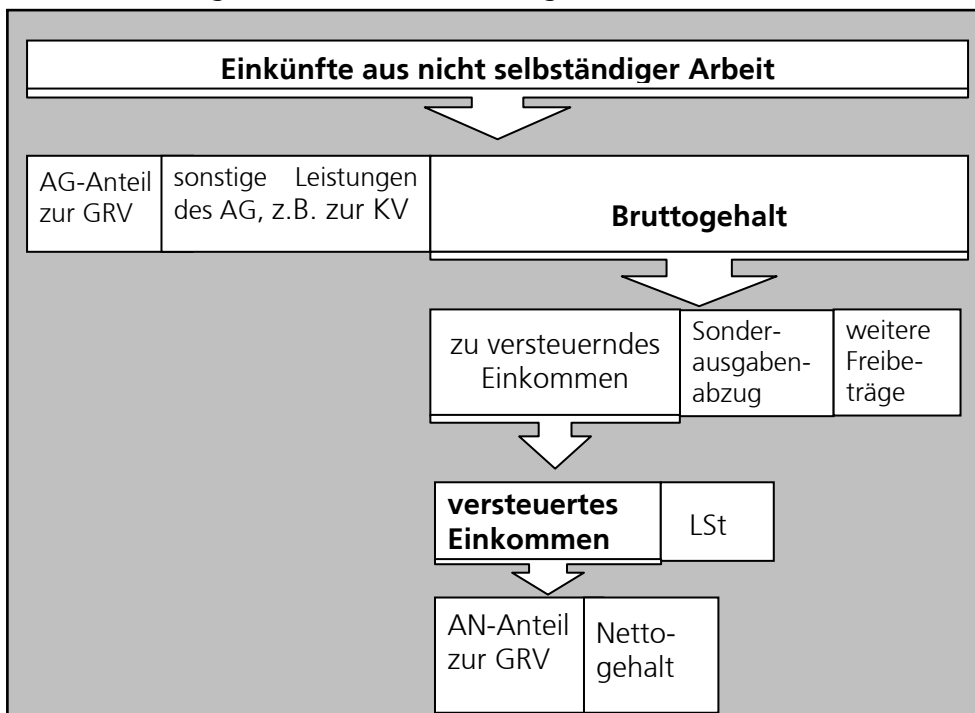 Einkünfte aus nicht selbständiger Arbeit
AG-Anteil
zur GRV
sonstige Leistungen
des AG, z.B. zur KV
Bruttogehalt
zu versteuerndes
Einkommen
Sonder-
ausgaben-
abzug
weitere
Freibe-
träge
versteuertes
Einkommen
LSt
AN-Anteil
zur GRV
Netto-
gehalt